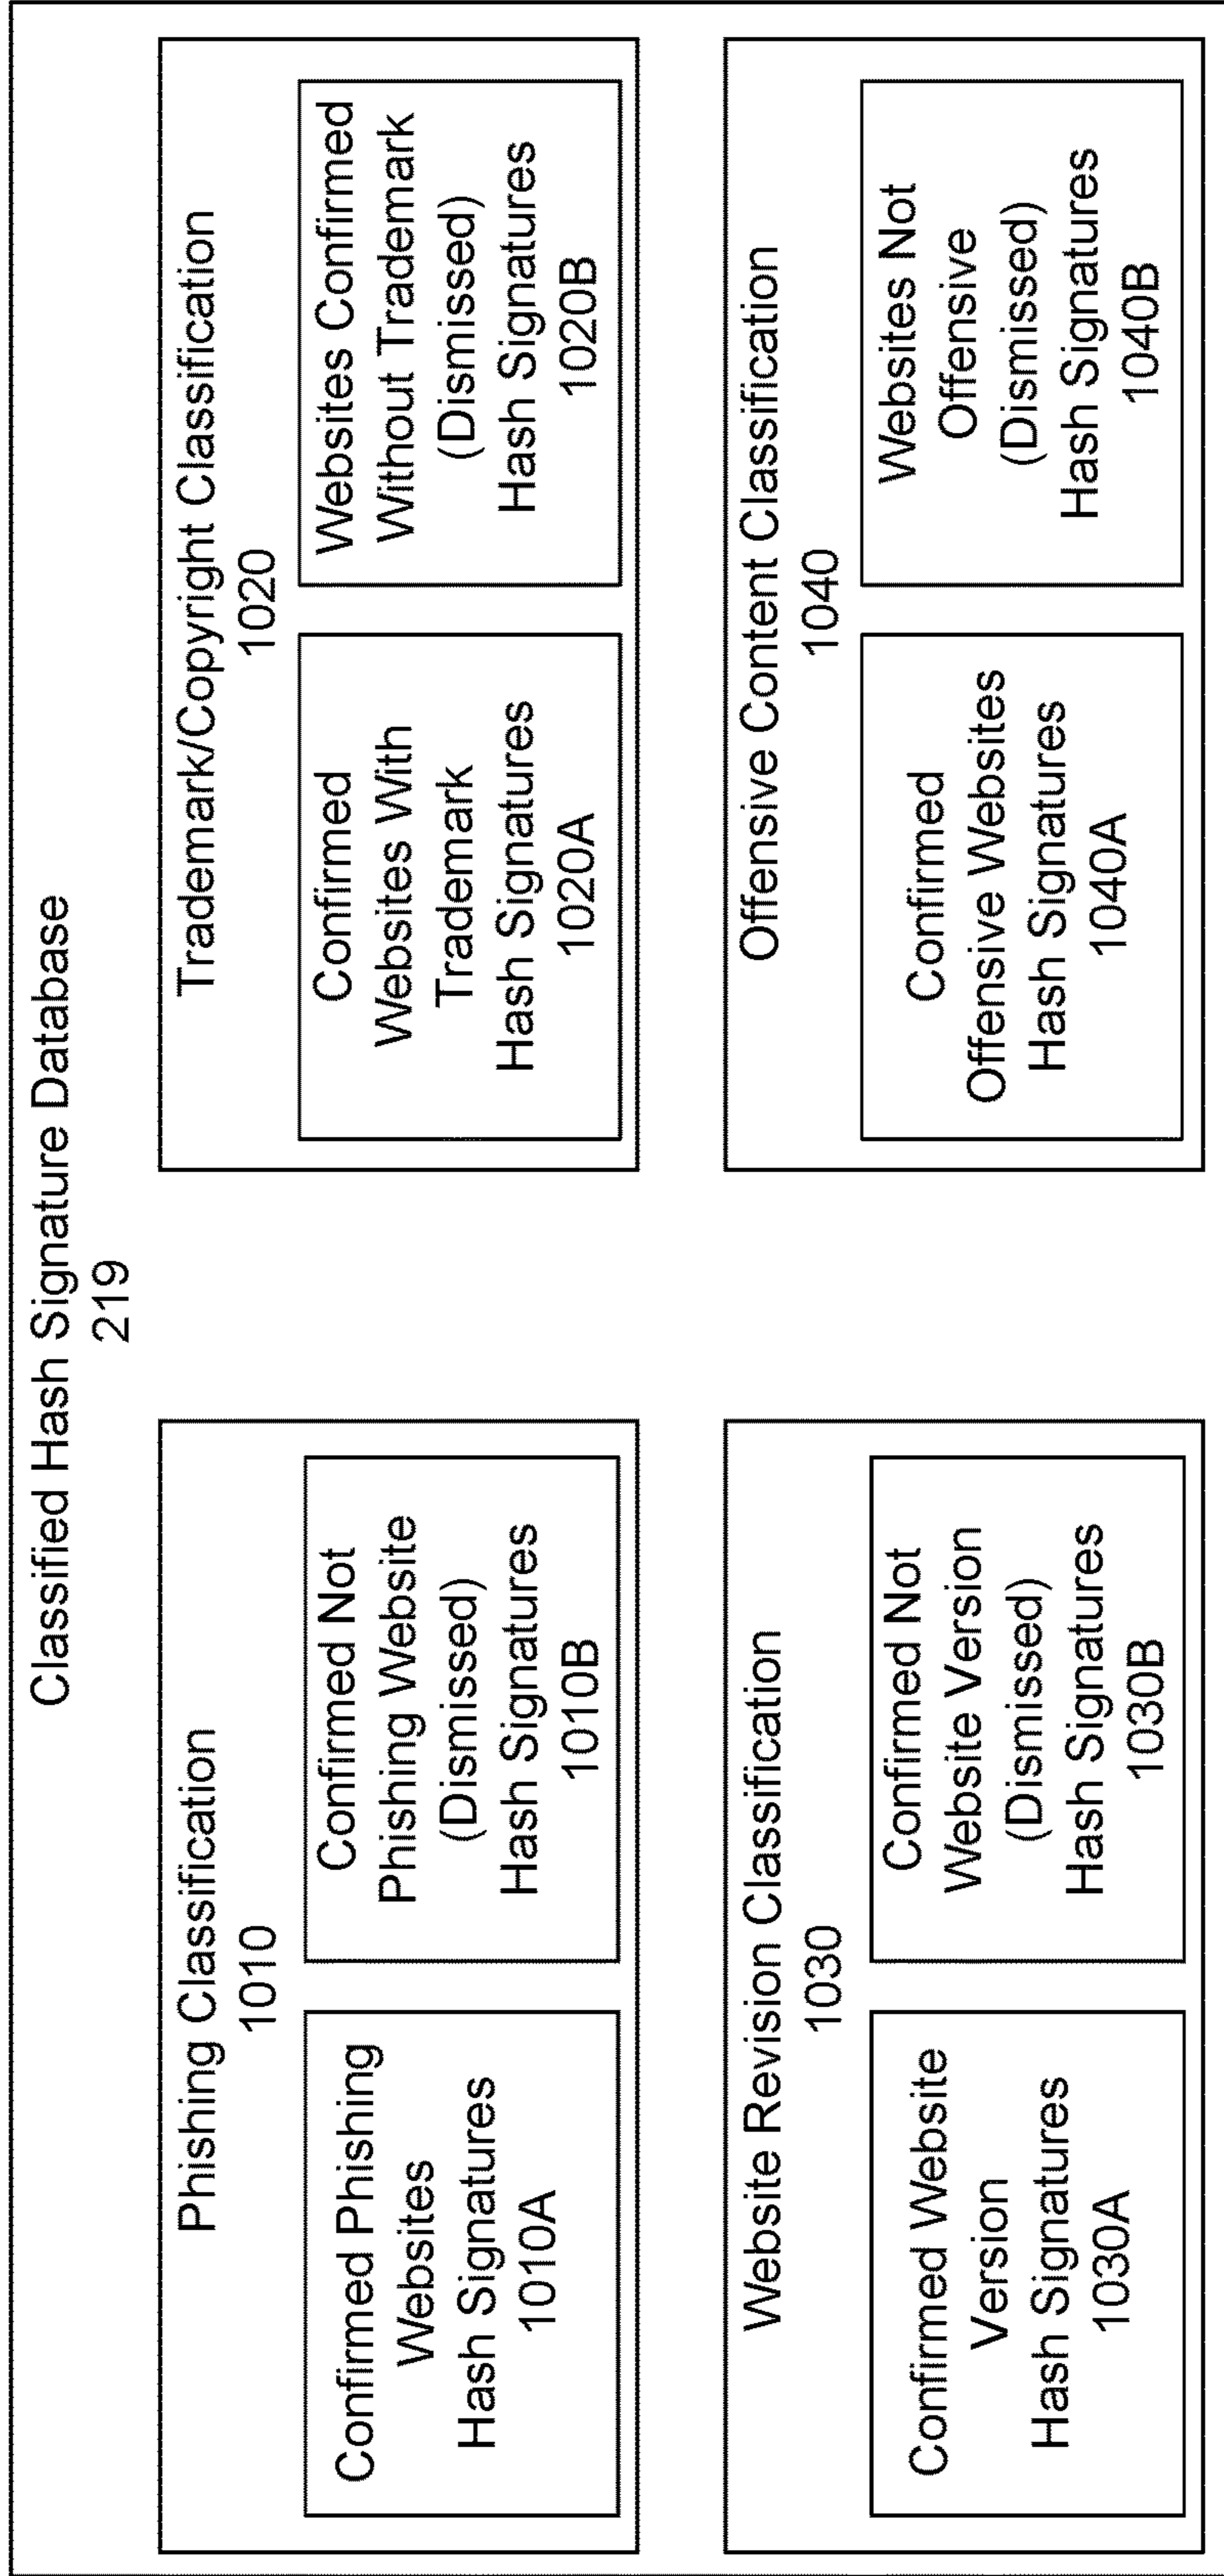 Classified Hash Signature Database
219
Phishing Classification
1010
Confirmed Phishing
Websites
Hash Signatures
1010A
Confirmed Not
Phishing Website
(Dismissed)
Hash Signatures
1010B
Trademark/Copyright Classification
1020
Confirmed
Websites With
Trademark
Hash Signatures
1020A
Websites Confirmed
Without Trademark
(Dismissed)
Hash Signatures
1020B
Website Revision Classification
1030
Confirmed Website
Version
Hash Signatures
1030A
Confirmed Not
Website Version
(Dismissed)
Hash Signatures
1030B
Offensive Content Classification
1040
Confirmed
Offensive Websites
Hash Signatures
1040A
Websites Not
Offensive
(Dismissed)
Hash Signatures
1040B